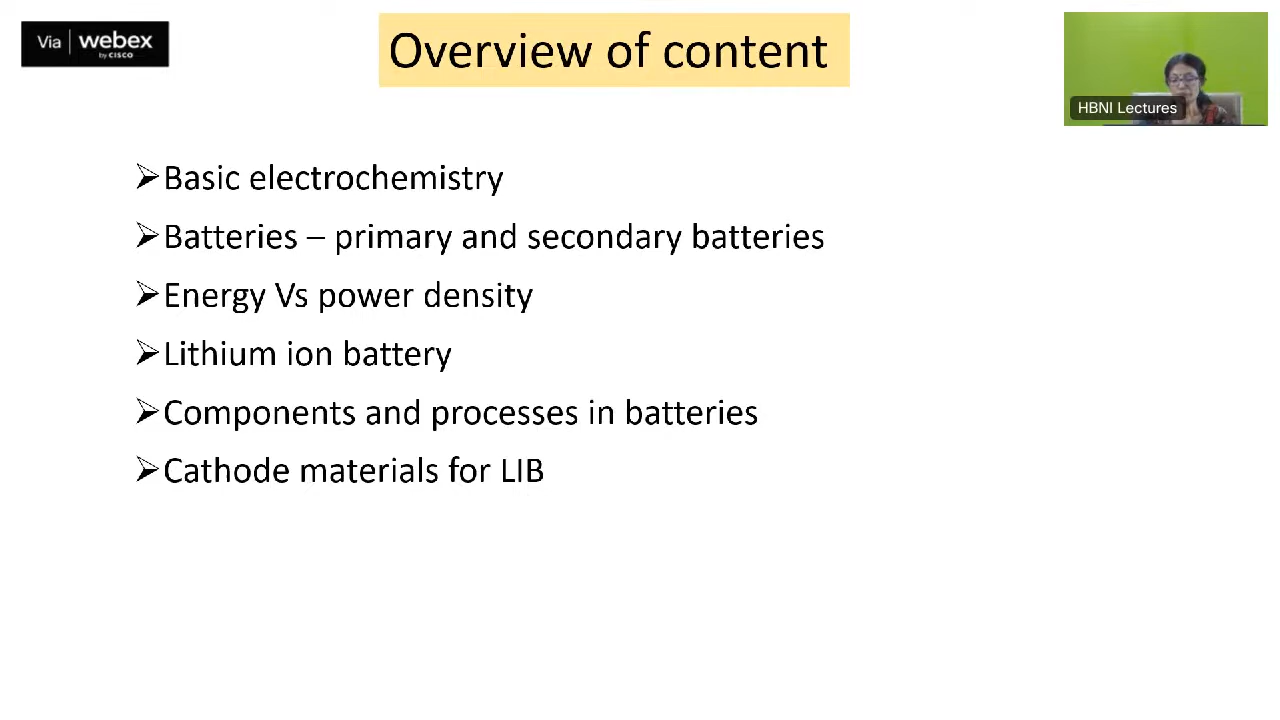 Via | webex
by CISCO
Overview of content
HBNI Lectures
➢Basic electrochemistry
➢Batteries – primary and secondary batteries
➢Energy Vs power density
➢Lithium ion battery
➢Components and processes in batteries
➢Cathode materials for LIB